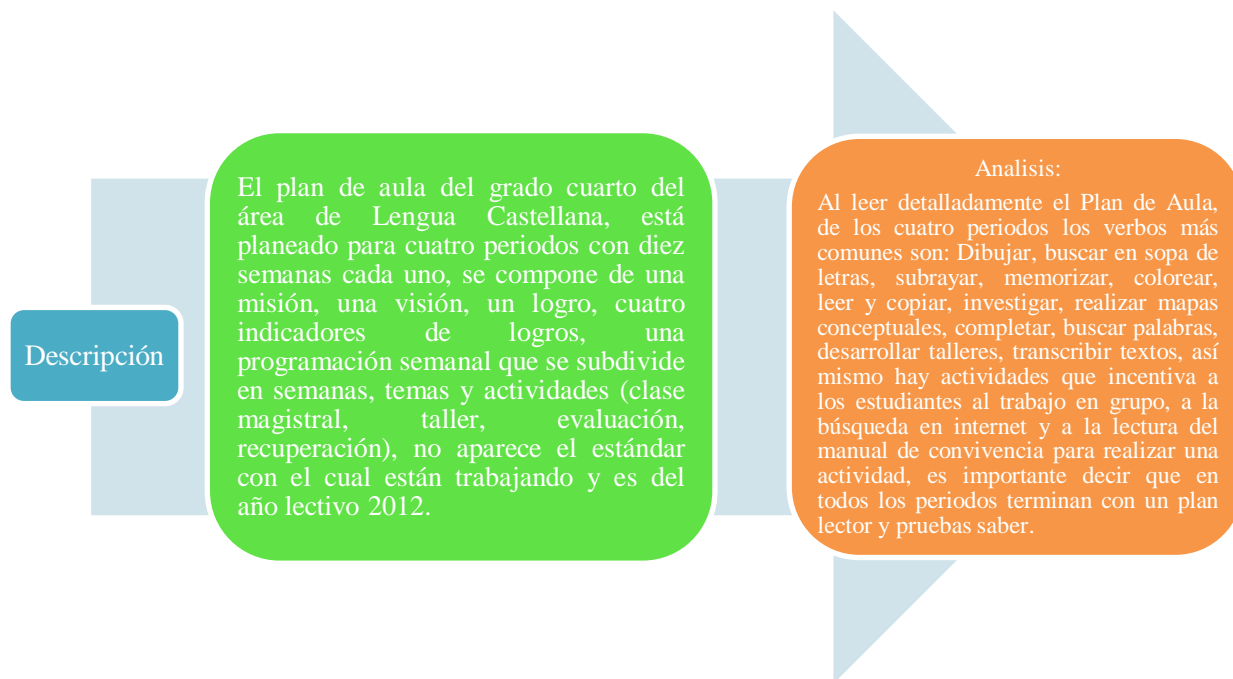 Descripción
El plan de aula del grado cuarto del
área de Lengua Castellana, está
planeado para cuatro periodos con diez
semanas cada uno, se compone de una
misión, una visión, un logro, cuatro
indicadores de logros, una
programación semanal que se subdivide
en semanas, temas y actividades (clase
magistral, taller, evaluación,
recuperación), no aparece el estándar
con el cual están trabajando y es del
año lectivo 2012.
Analisis:
Al leer detalladamente el Plan de Aula,
de los cuatro periodos los verbos más
comunes son: Dibujar, buscar en sopa de
letras, subrayar, memorizar, colorear,
leer y copiar, investigar, realizar mapas
conceptuales, completar, buscar palabras,
desarrollar talleres, transcribir textos, así
mismo hay actividades que incentiva a
los estudiantes al trabajo en grupo, a la
búsqueda en internet y a la lectura del
manual de convivencia para realizar una
actividad, es importante decir que en
todos los periodos terminan con un plan
lector y pruebas saber.